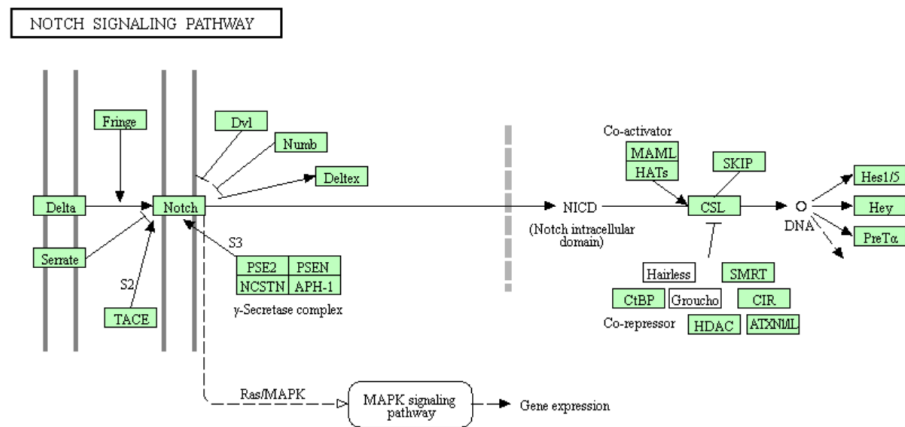 NOTCH SIGNALING PATHWAY
Fringe
Dvl
Numb
Deltex
Delta
Notch
Serrate
S2
TACE
S3
PSE2 PSEN
NCSTN APH-1
γ-Secretase complex
Co-activator
MAML
HATs
SKIP
NICD
(Notch intracellular
domain)
CSL
DNA
Hes1/5
Hey
PreTα
Hairless
SMRT
CtBP
Groucho
CIR
Co-repressor
HDAC
Ras/MAPK
MAPK signaling
pathway
Gene expression